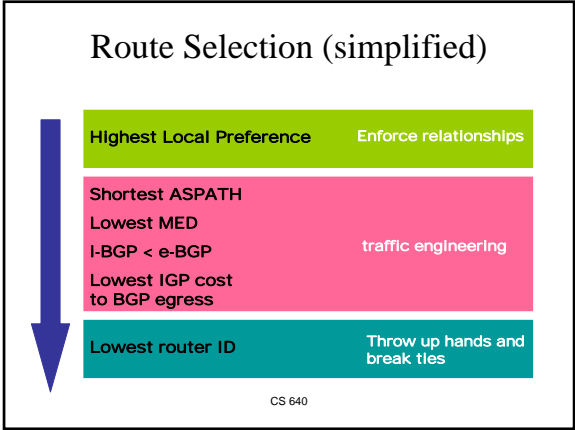 Route Selection (simplified)
Highest Local Preference
Enforce relationships
Shortest ASPATH
Lowest MED
i-BGP < e-BGP
traffic engineering
Lowest IGP cost
to BGP egress
Lowest router ID
Throw up hands and
break ties
CS 640